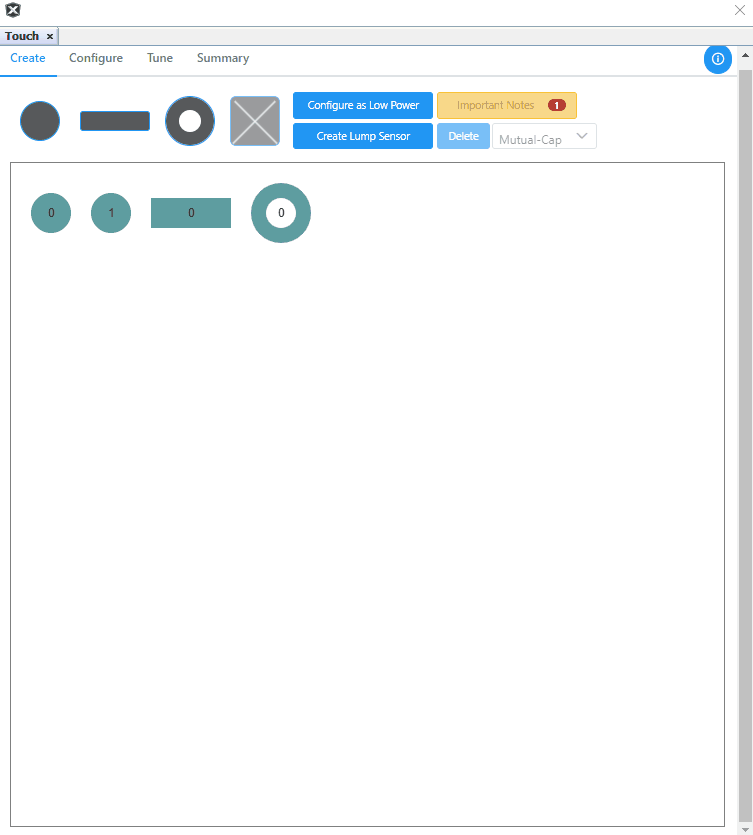 Touch ×
Create Configure Tune Summary
Configure as Low Power Important Notes 1
Create Lump Sensor Delete Mutual-Cap
0 1 0 0